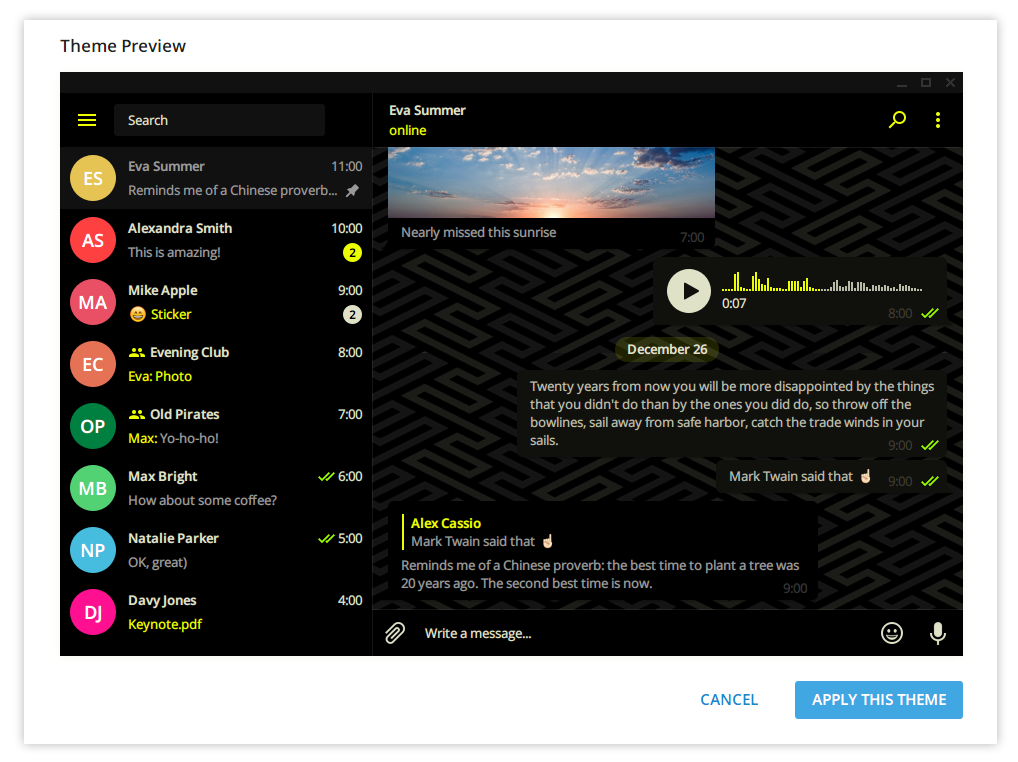 Theme Preview
Search
ES
Eva Summer 11:00
Reminds me of a Chinese proverb...
AS
Alexandra Smith 10:00
This is amazing! 2
MA
Mike Apple 9:00
😁 Sticker 2
EC
Evening Club 8:00
Eva: Photo
OP
Old Pirates 7:00
Max: Yo-ho-ho!
MB
Max Bright 6:00
How about some coffee?
NP
Natalie Parker 5:00
OK, great)
DJ
Davy Jones 4:00
Keynote.pdf
Eva Summer
online
Nearly missed this sunrise 7:00
0:07 8:00
December 26
Twenty years from now you will be more disappointed by the things
that you didn't do than by the ones you did do, so throw off the
bowlines, sail away from safe harbor, catch the trade winds in your
sails. 9:00
Mark Twain said that ☝🏻 9:00
Alex Cassio
Mark Twain said that ☝🏻
Reminds me of a Chinese proverb: the best time to plant a tree was
20 years ago. The second best time is now. 9:00
Write a message...
CANCEL APPLY THIS THEME